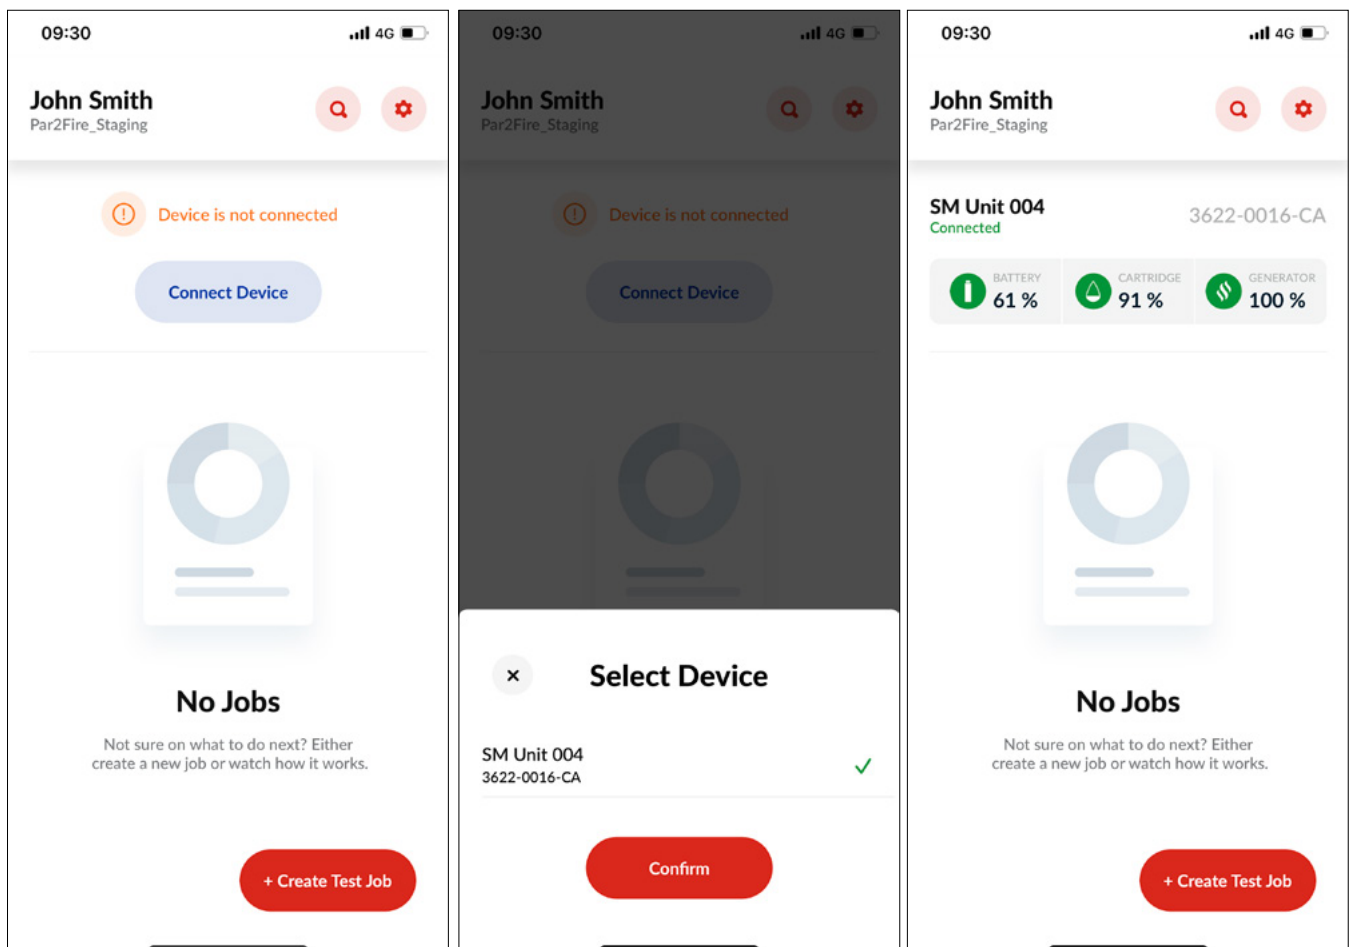 09:30
4G
John Smith
Par2Fire_Staging
Device is not connected
Connect Device
No Jobs
Not sure on what to do next? Either
create a new job or watch how it works.
+ Create Test Job
09:30
4G
John Smith
Par2Fire_Staging
Device is not connected
Connect Device
Select Device
SM Unit 004
3622-0016-CA
Confirm
09:30
4G
John Smith
Par2Fire_Staging
SM Unit 004
Connected
3622-0016-CA
BATTERY
61 %
CARTRIDGE
91 %
GENERATOR
100 %
No Jobs
Not sure on what to do next? Either
create a new job or watch how it works.
+ Create Test Job